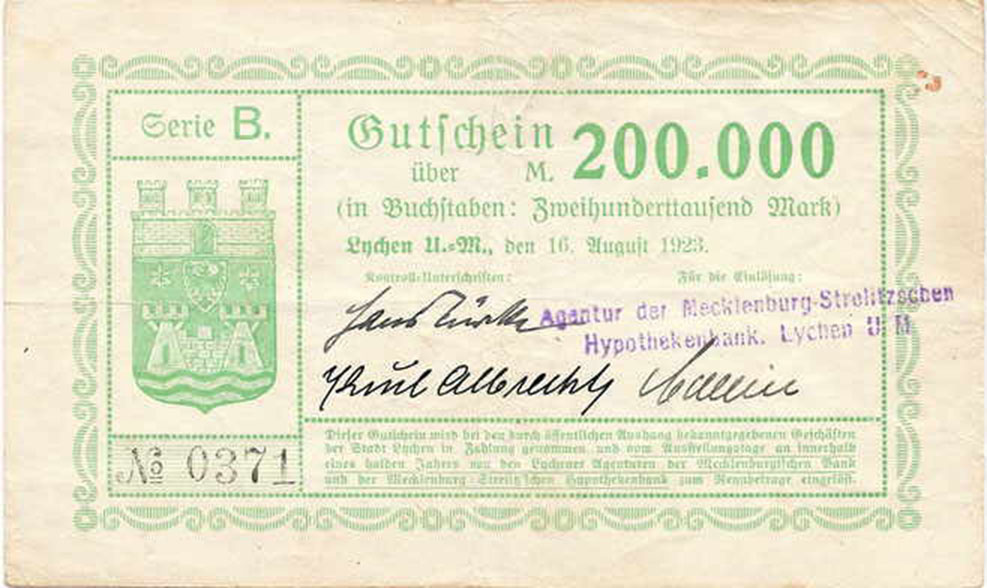 Serie B.
Gutschein
über M. 200.000
(in Buchstaben: Zweihunderttausend Mark)
Lychen U.=M., den 16. August 1923.
Kontroll-Unterschriften: Für die Einlösung:
Agentur der Mecklenburg-Strelitzschen
Hypothekenbank. Lychen U M
Albrecht
Dieser Gutschein wird bei den durch öffentlichen Aushang bekanntgegebenen Geschäften
der Stadt Lychen in Zahlung genommen und vom Ausstellungstage an innerhalb
eines halben Jahres von den Lychener Agenturen der Mecklenburgischen Bank
und der Mecklenburg-Strelitz'schen Hypothekenbank zum Nennbetrage eingelöst.
№ 0371